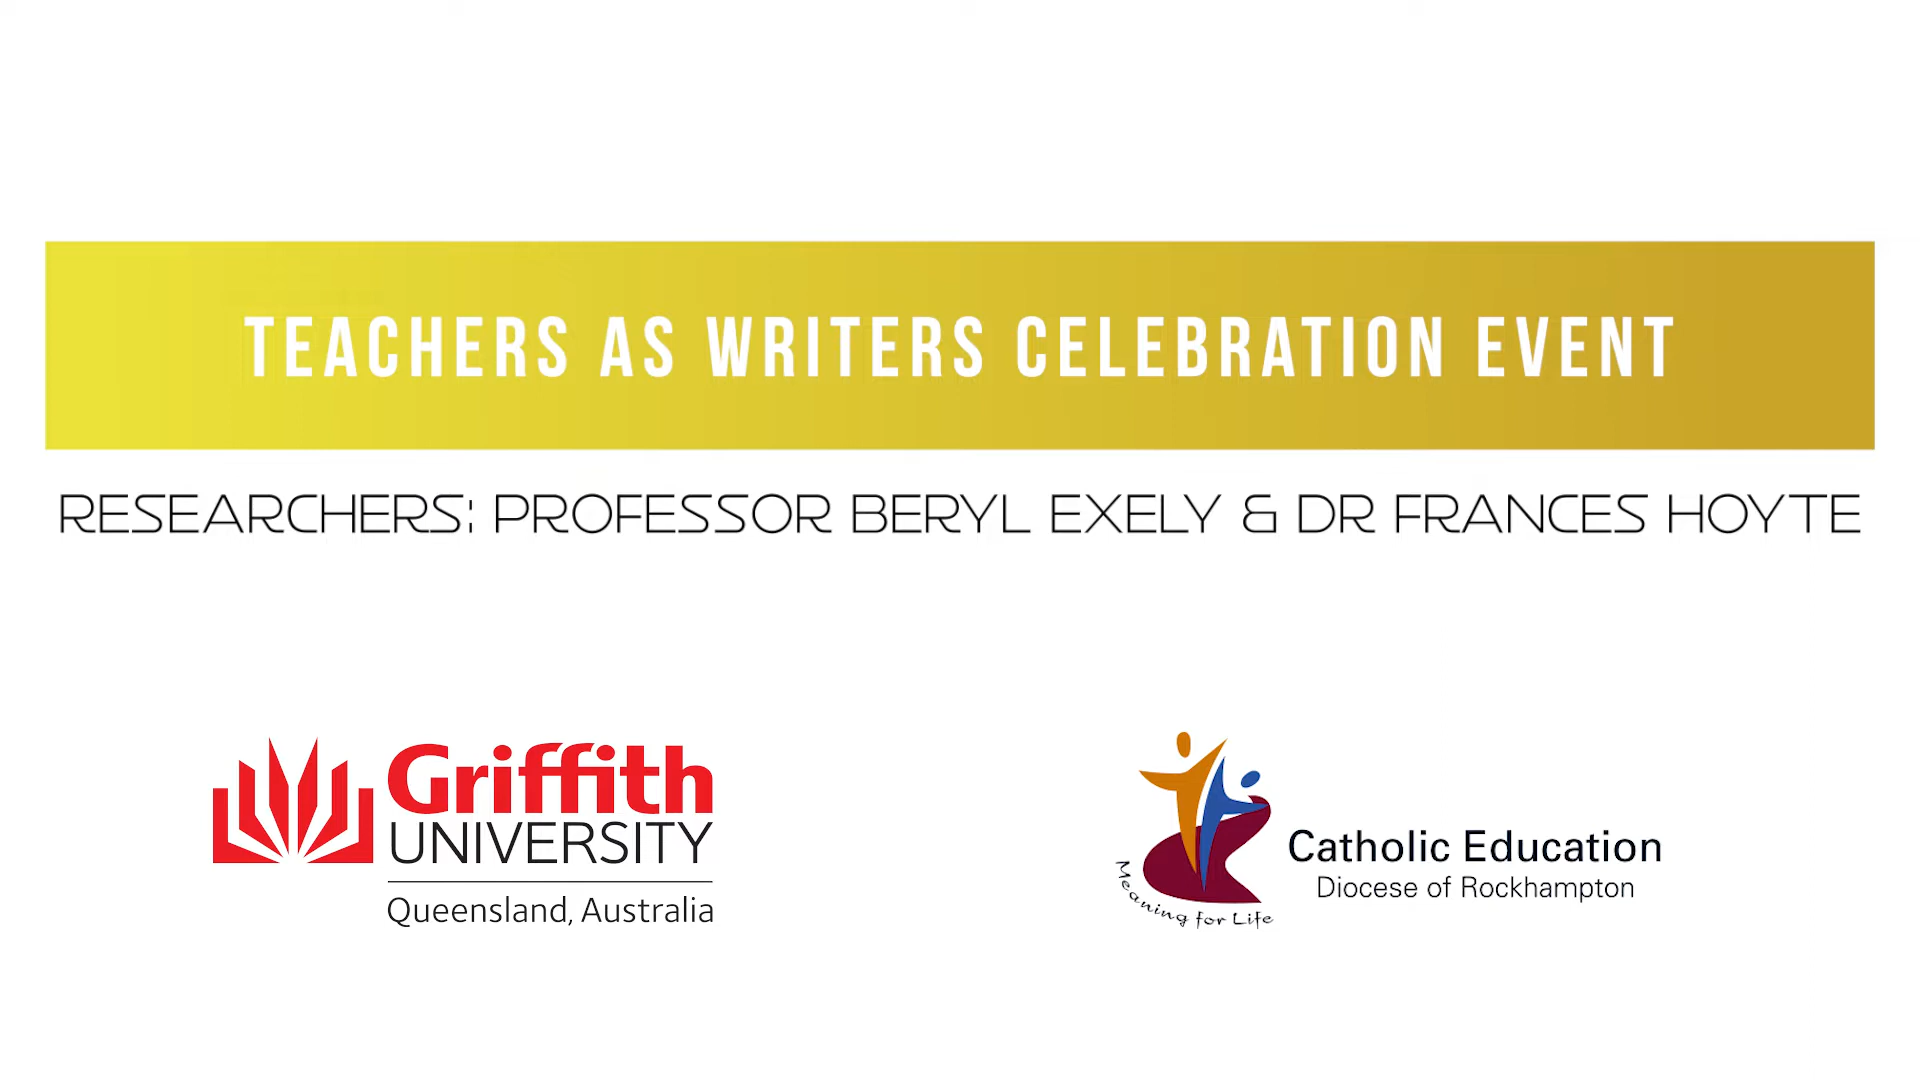 TEACHERS AS WRITERS CELEBRATION EVENT
RESEARCHERS: PROFESSOR BERYL EXELY & DR FRANCES HOYTE
Griffith
UNIVERSITY
Queensland, Australia
Meaning for Life
Catholic Education
Diocese of Rockhampton